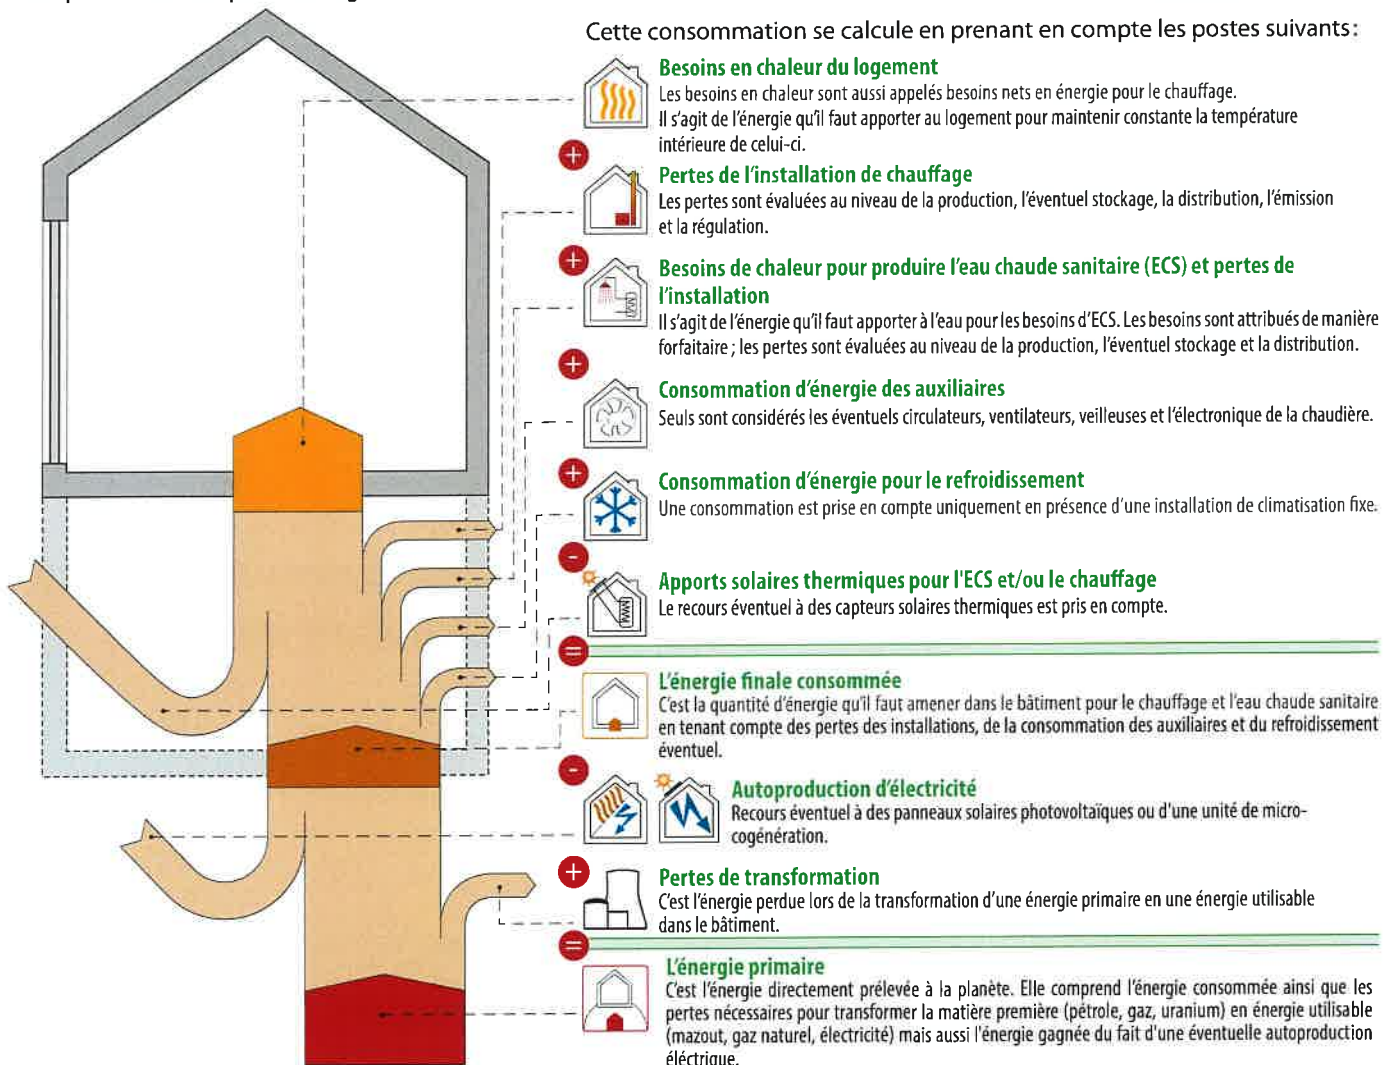 Cette consommation se calcule en prenant en compte les postes suivants:
Besoins en chaleur du logement
Les besoins en chaleur sont aussi appelés besoins nets en énergie pour le chauffage.
Il s'agit de l'énergie qu'il faut apporter au logement pour maintenir constante la température
intérieure de celui-ci.
+
Pertes de l'installation de chauffage
Les pertes sont évaluées au niveau de la production, l'éventuel stockage, la distribution, l'émission
et la régulation.
+
Besoins de chaleur pour produire l'eau chaude sanitaire (ECS) et pertes de
l'installation
Il s'agit de l'énergie qu'il faut apporter à l'eau pour les besoins d'ECS. Les besoins sont attribués de manière
forfaitaire ; les pertes sont évaluées au niveau de la production, l'éventuel stockage et la distribution.
+
Consommation d'énergie des auxiliaires
Seuls sont considérés les éventuels circulateurs, ventilateurs, veilleuses et l'électronique de la chaudière.
+
Consommation d'énergie pour le refroidissement
Une consommation est prise en compte uniquement en présence d'une installation de climatisation fixe.
-
Apports solaires thermiques pour l'ECS et/ou le chauffage
Le recours éventuel à des capteurs solaires thermiques est pris en compte.
=
L'énergie finale consommée
C'est la quantité d'énergie qu'il faut amener dans le bâtiment pour le chauffage et l'eau chaude sanitaire
en tenant compte des pertes des installations, de la consommation des auxiliaires et du refroidissement
éventuel.
-
Autoproduction d'électricité
Recours éventuel à des panneaux solaires photovoltaïques ou d'une unité de micro-
cogénération.
+
Pertes de transformation
C'est l'énergie perdue lors de la transformation d'une énergie primaire en une énergie utilisable
dans le bâtiment.
=
L'énergie primaire
C'est l'énergie directement prélevée à la planète. Elle comprend l'énergie consommée ainsi que les
pertes nécessaires pour transformer la matière première (pétrole, gaz, uranium) en énergie utilisable
(mazout, gaz naturel, électricité) mais aussi l'énergie gagnée du fait d'une éventuelle autoproduction
éléctrique.